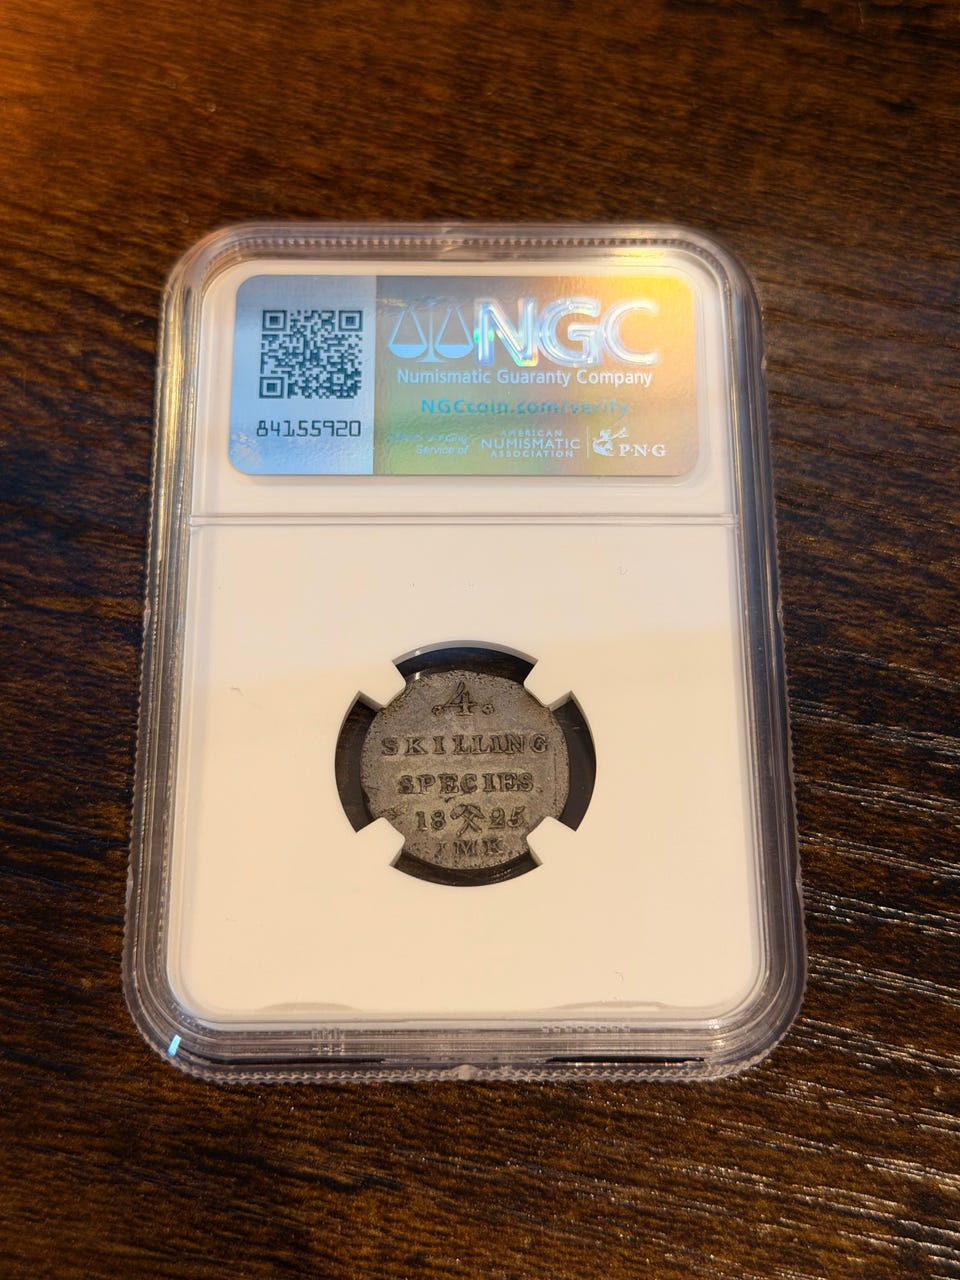 NGC
Numismatic Guaranty Company
NGCcoin.com/verify
84155920
Service of
AMERICAN
NUMISMATIC
ASSOCIATION
P·N·G
4
SKILLING
SPECIES.
18 25
IMK